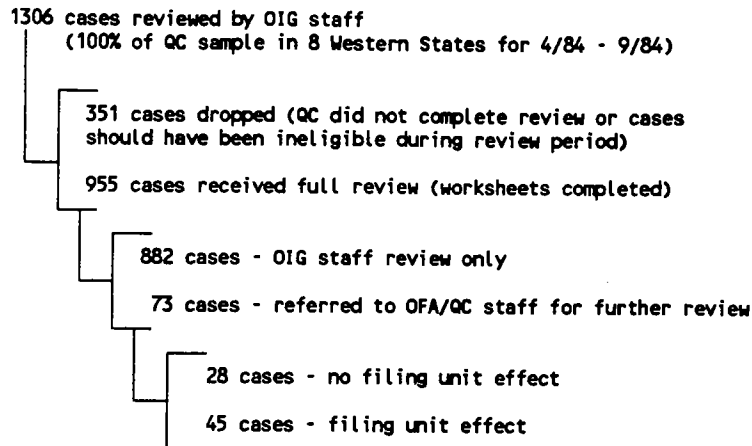 1306 cases reviewed by OIG staff
(100% of QC sample in 8 Western States for 4/84 - 9/84)
351 cases dropped (QC did not complete review or cases
should have been ineligible during review period)
955 cases received full review (worksheets completed)
882 cases - OIG staff review only
73 cases - referred to OFA/QC staff for further review
28 cases - no filing unit effect
45 cases - filing unit effect